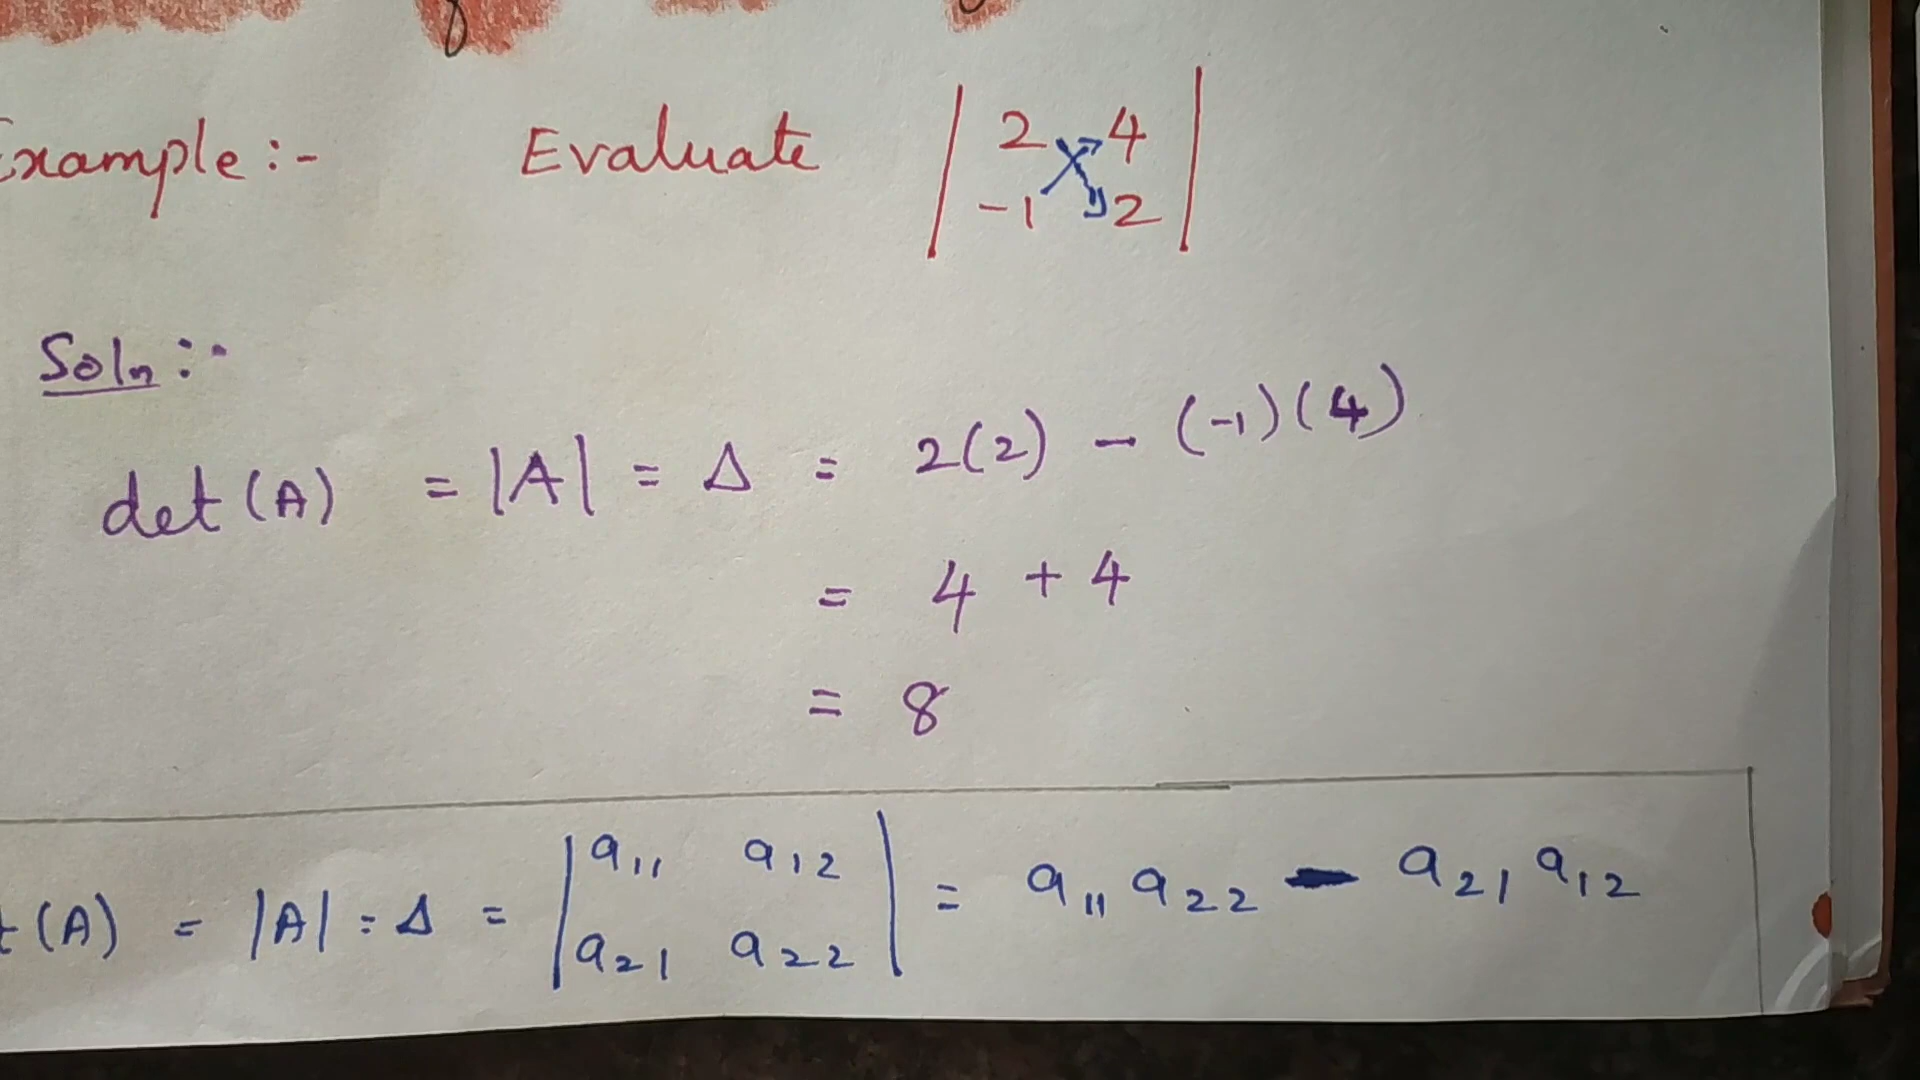 Example:- Evaluate | 2 4 |
| -1 2 |
Soln:-
det (A) = |A| = Δ = 2(2) - (-1)(4)
= 4 + 4
= 8
t (A) = |A| = Δ = | a11 a12 | = a11 a22 - a21 a12
| a21 a22 |